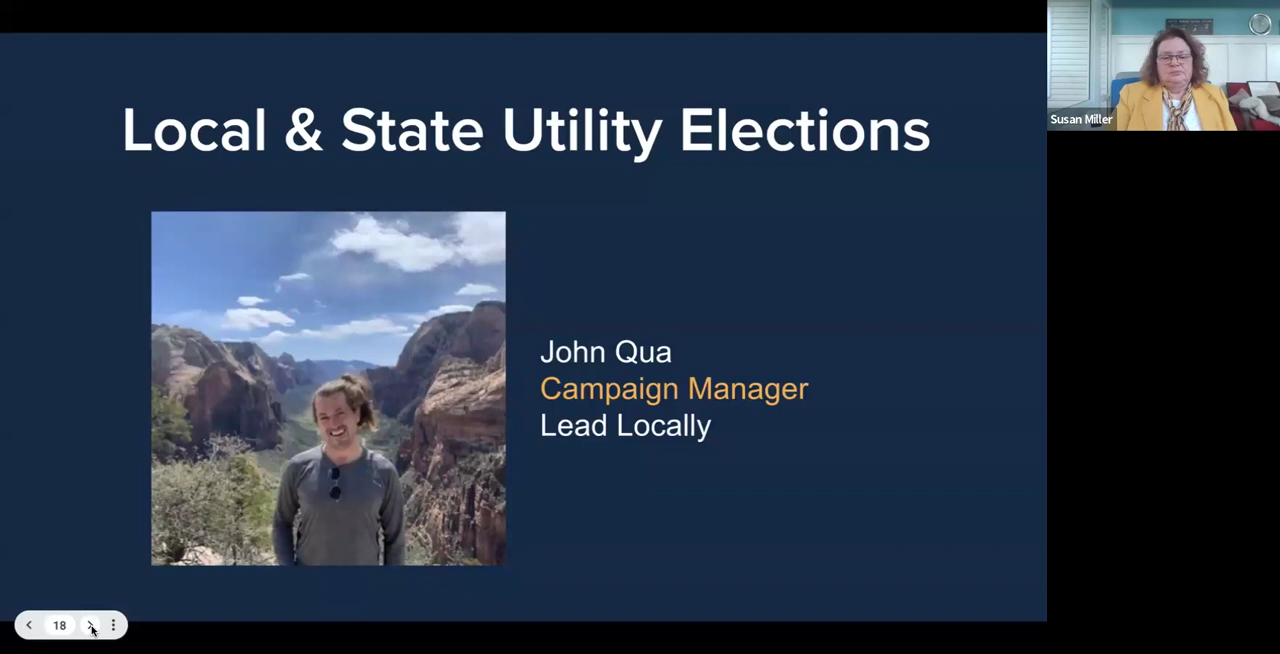 Local & State Utility Elections
John Qua
Campaign Manager
Lead Locally
Susan Miller
18